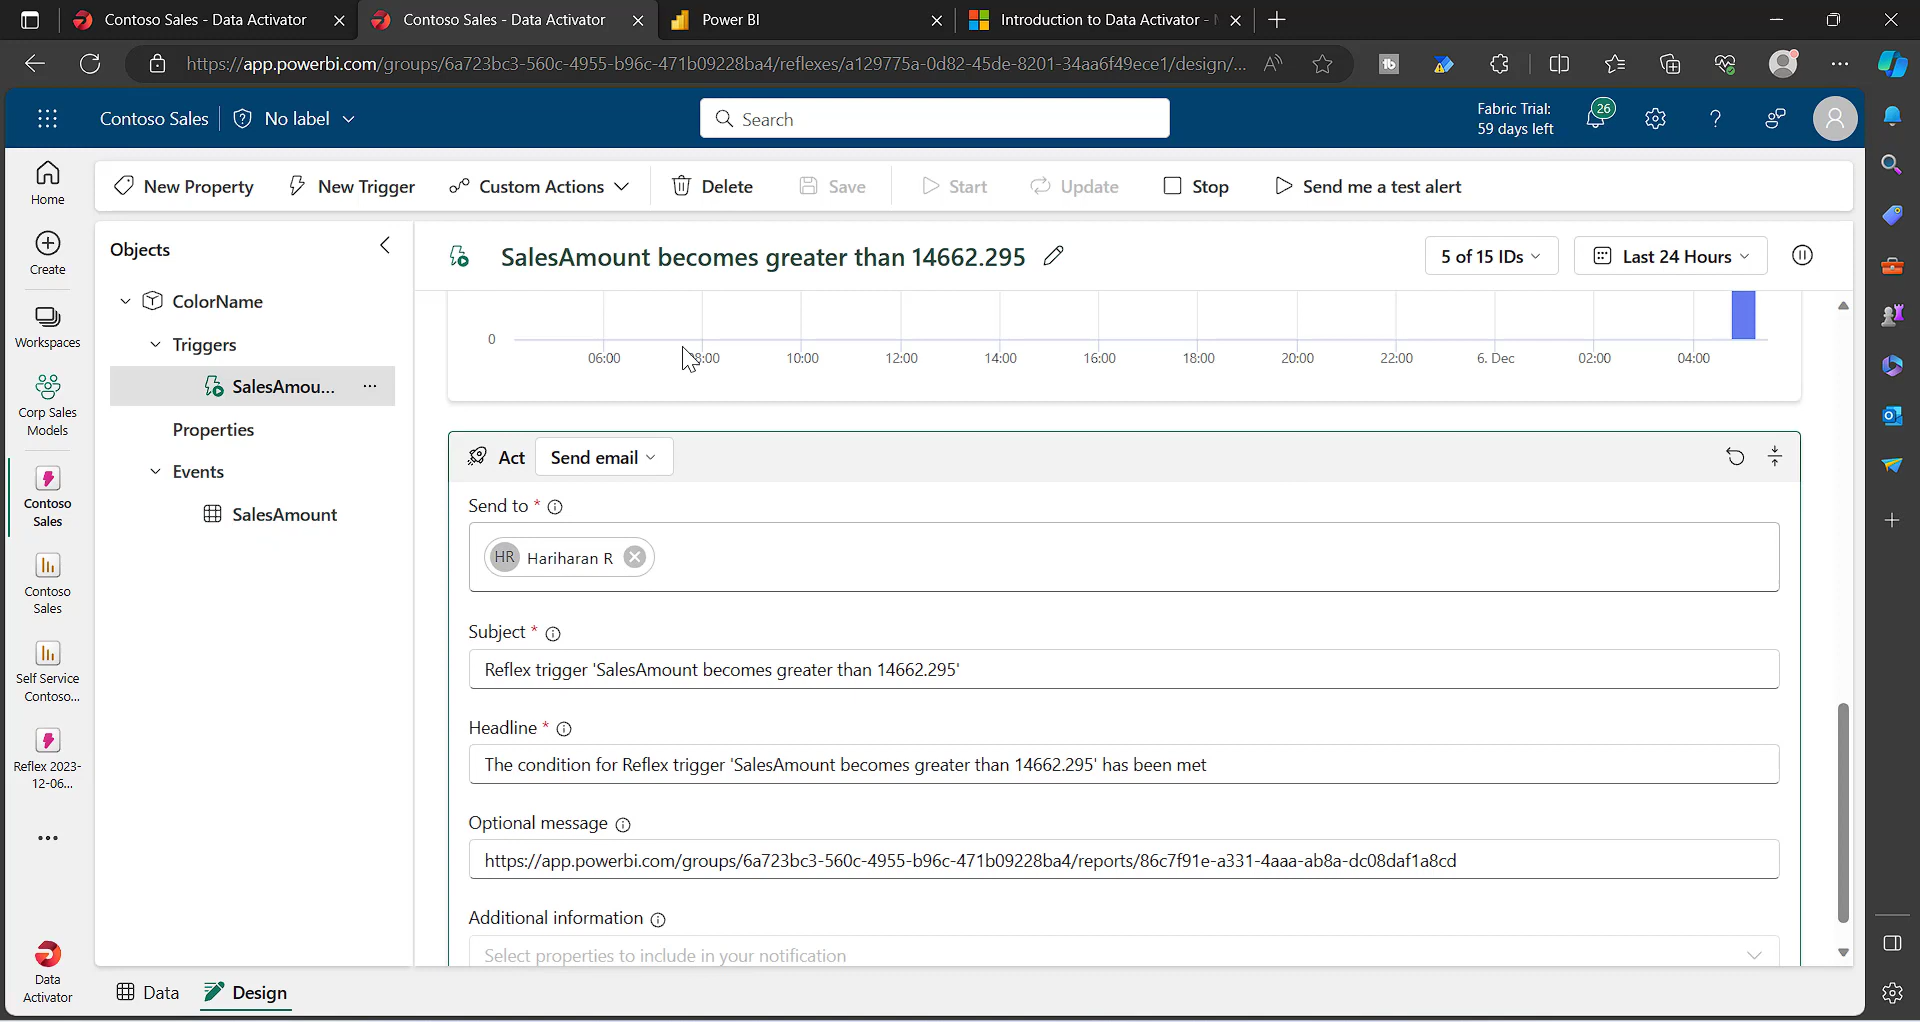 Contoso Sales - Data Activator
Contoso Sales - Data Activator
Power BI
Introduction to Data Activator -
https://app.powerbi.com/groups/6a723bc3-560c-4955-b96c-471b09228ba4/reflexes/a129775a-0d82-45de-8201-34aa6f49ece1/design/...
Contoso Sales
No label
Search
Fabric Trial:
59 days left
26
New Property
New Trigger
Custom Actions
Delete
Save
Start
Update
Stop
Send me a test alert
Home
Create
Workspaces
Corp Sales
Models
Contoso
Sales
Contoso
Sales
Self Service
Contoso...
Reflex 2023-
12-06...
Data
Activator
Objects
ColorName
Triggers
SalesAmou...
Properties
Events
SalesAmount
SalesAmount becomes greater than 14662.295
5 of 15 IDs
Last 24 Hours
0
06:00
08:00
10:00
12:00
14:00
16:00
18:00
20:00
22:00
6. Dec
02:00
04:00
Act
Send email
Send to *
HR
Hariharan R
Subject *
Reflex trigger 'SalesAmount becomes greater than 14662.295'
Headline *
The condition for Reflex trigger 'SalesAmount becomes greater than 14662.295' has been met
Optional message
https://app.powerbi.com/groups/6a723bc3-560c-4955-b96c-471b09228ba4/reports/86c7f91e-a331-4aaa-ab8a-dc08daf1a8cd
Additional information
Select properties to include in your notification
Data
Design